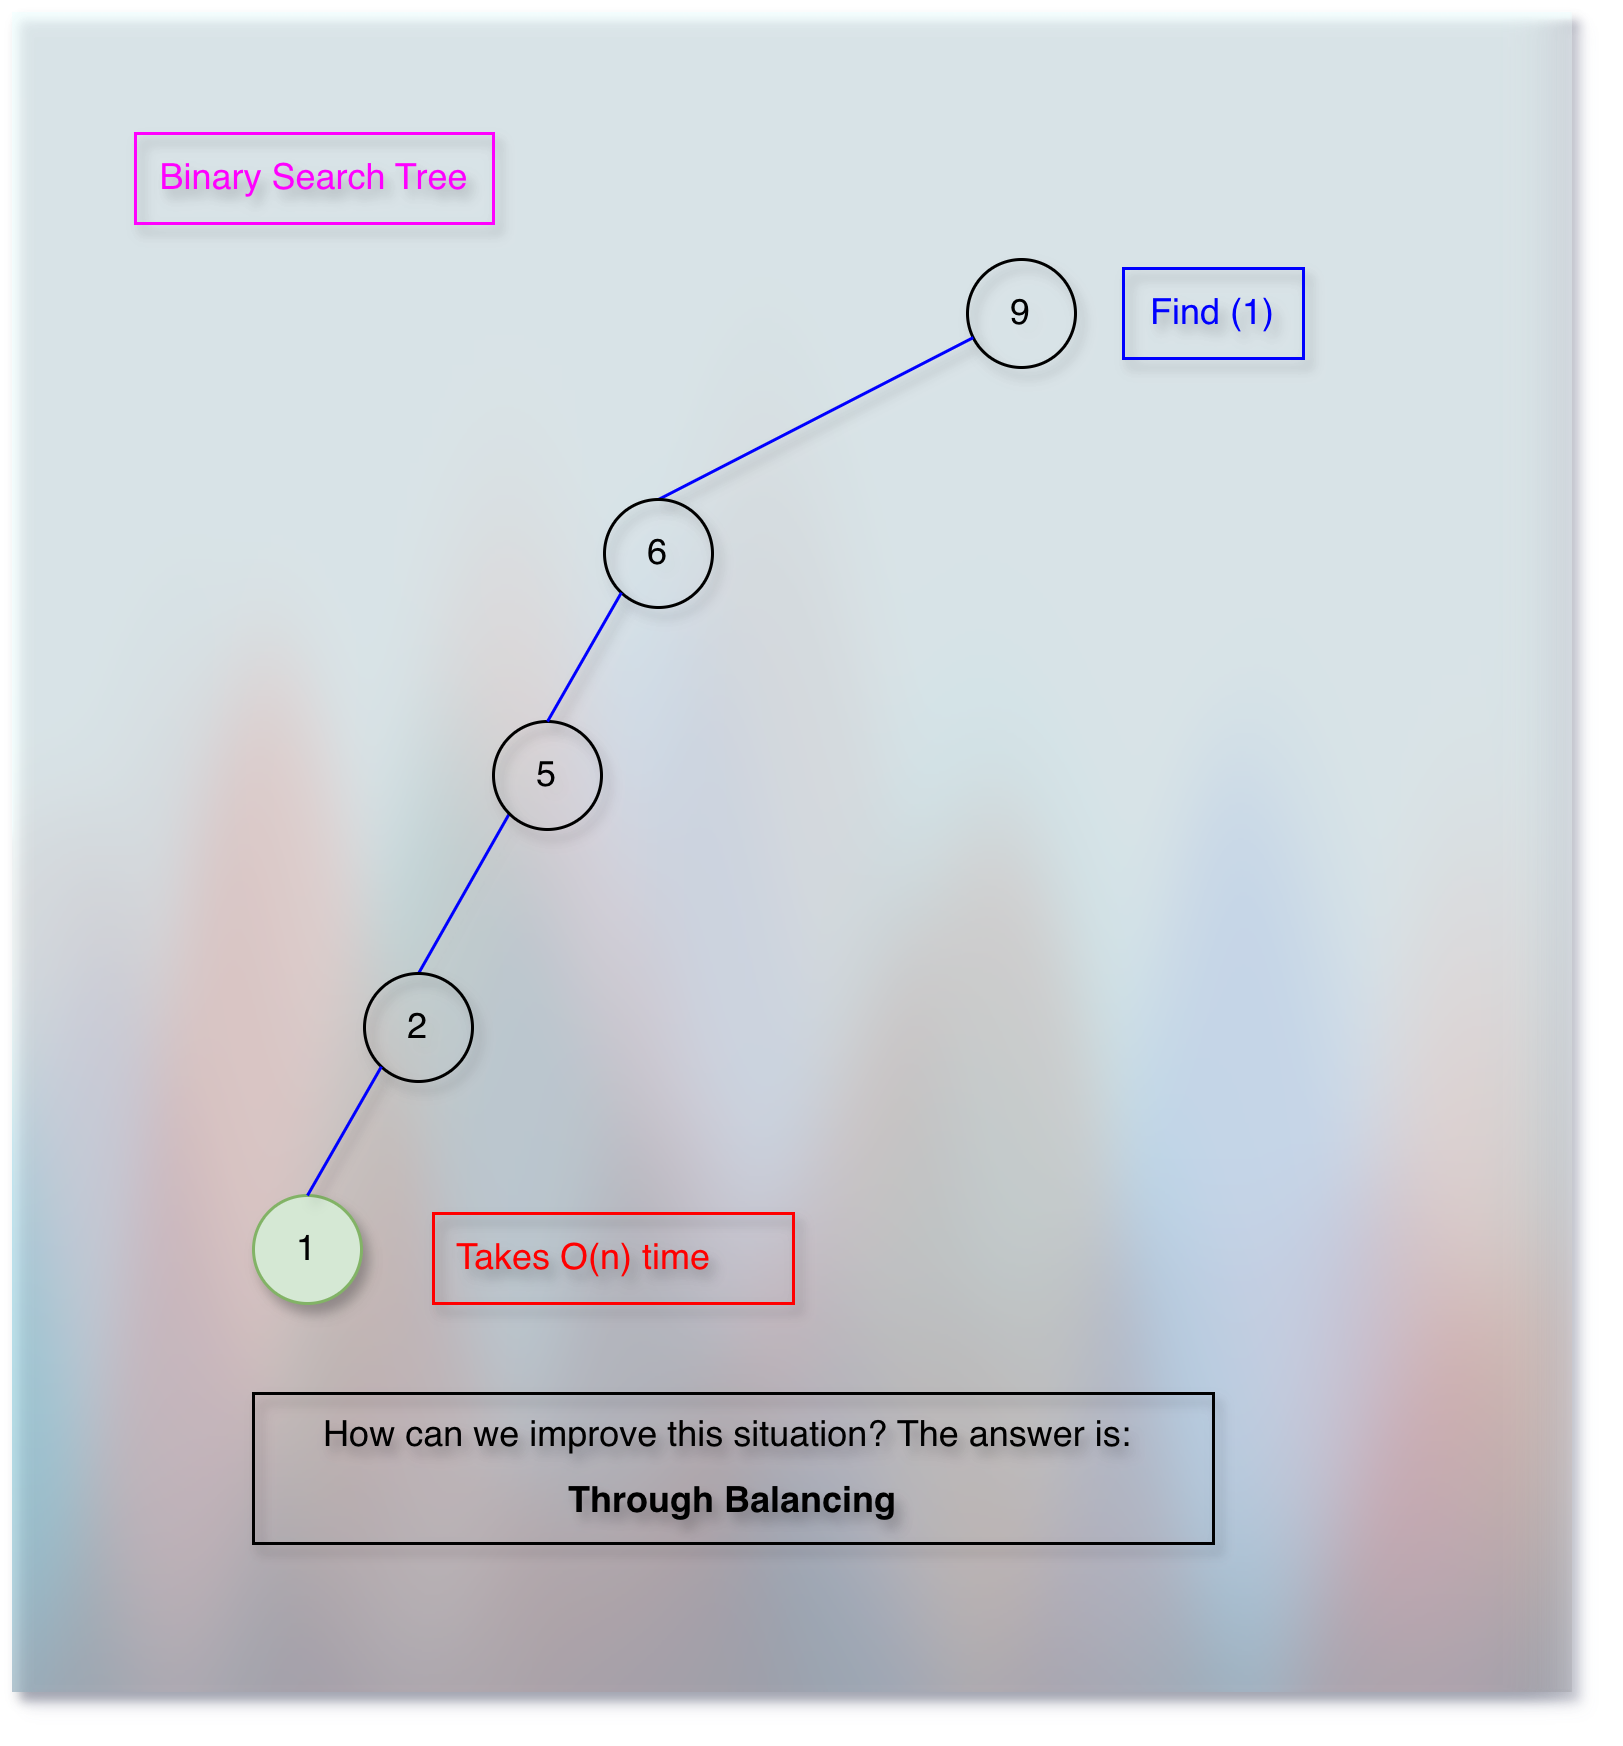 Binary Search Tree
9
Find (1)
6
5
2
1
Takes O(n) time
How can we improve this situation? The answer is:
Through Balancing